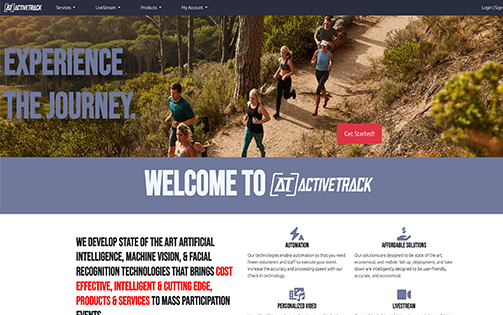 [AT] ACTIVETRACK Services LiveStream Products My Account Login | Sign
EXPERIENCE
THE JOURNEY.
Get Started!
WELCOME TO [AT] ACTIVETRACK
WE DEVELOP STATE OF THE ART ARTIFICIAL
INTELLIGENCE, MACHINE VISION, & FACIAL
RECOGNITION TECHNOLOGIES THAT BRINGS COST
EFFECTIVE, INTELLIGENT & CUTTING EDGE,
PRODUCTS & SERVICES TO MASS PARTICIPATION
EVENTS
AUTOMATION
Our technologies enable automation so that you need
fewer volunteers and staff to execute your event.
Increase the accuracy and processing speed with our
Check-in technology.
AFFORDABLE SOLUTIONS
Our solutions are designed to be state of the art,
economical, and mobile. Set up, deployment, and take
down are intelligently designed to be user-friendly,
accurate, and economical.
PERSONALIZED VIDEO
LIVESTREAM